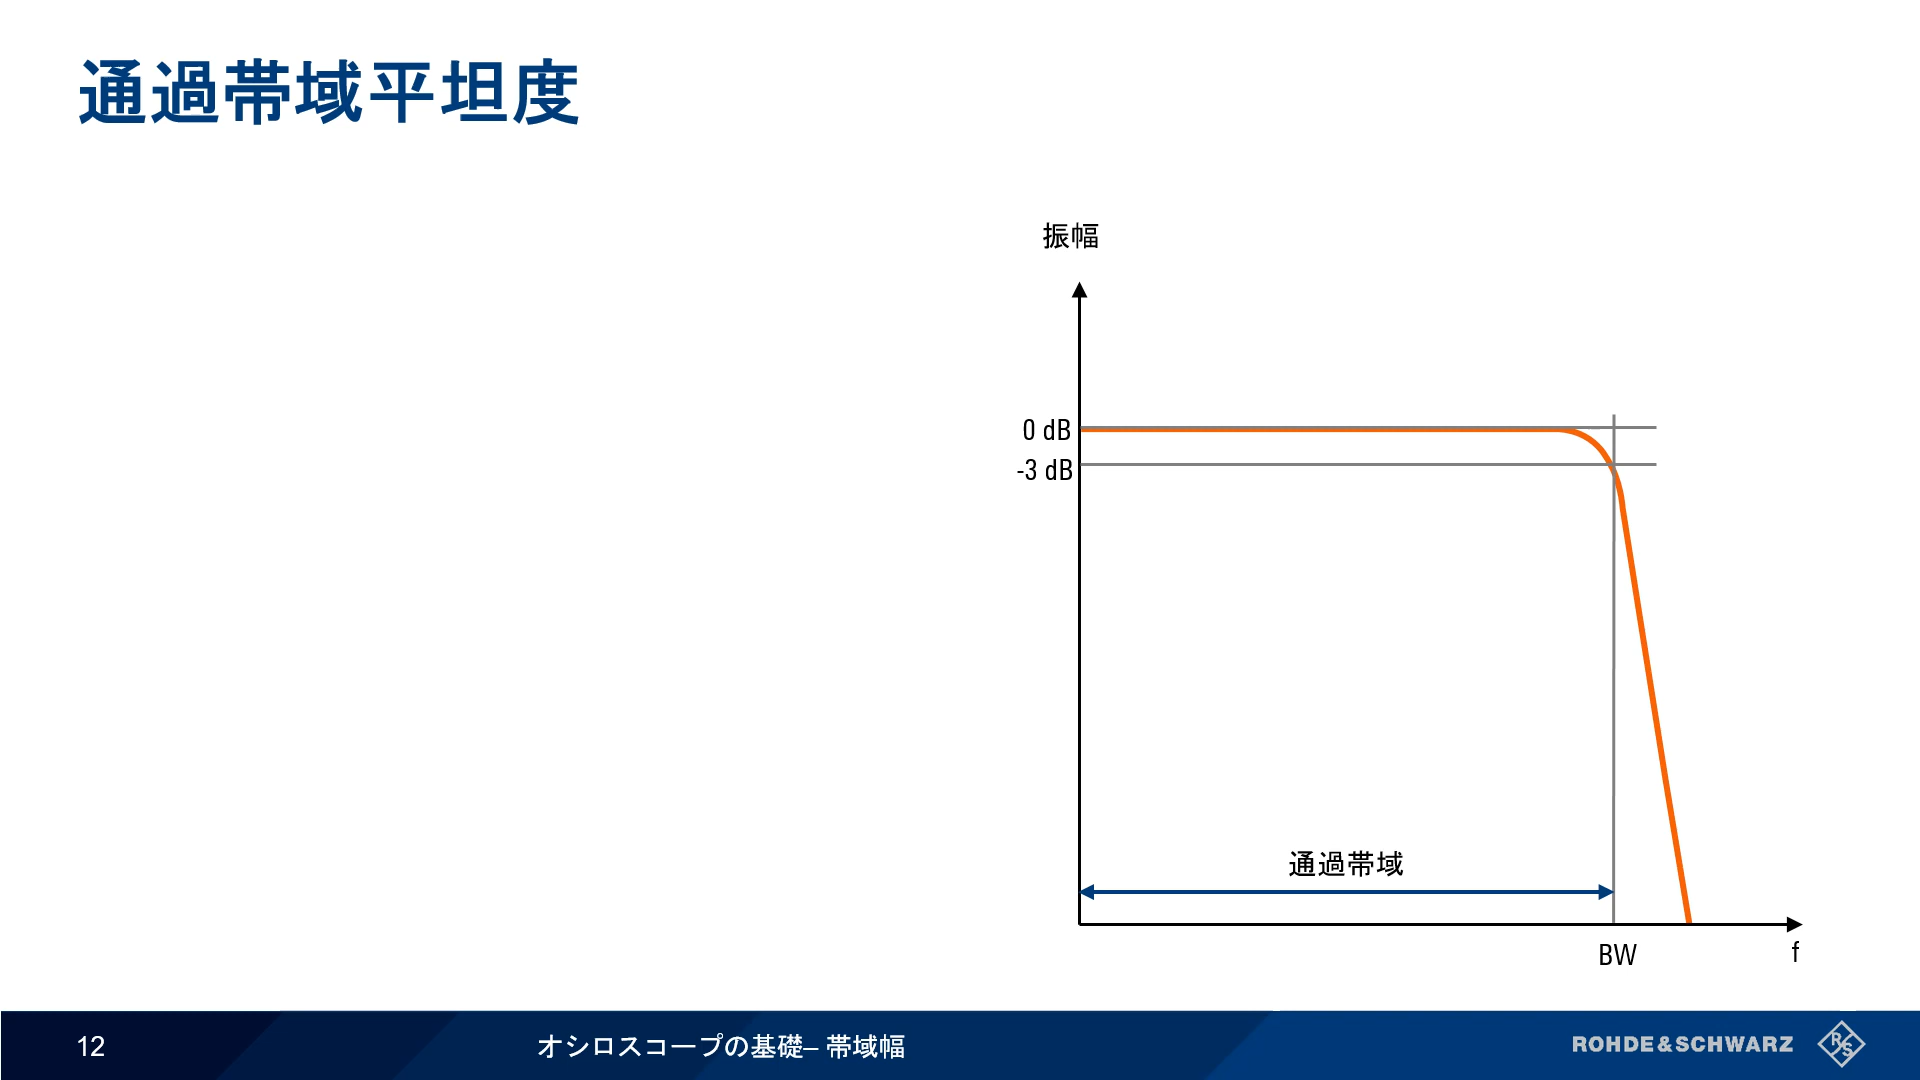 通過帯域平坦度
振幅
0 dB
-3 dB
通過帯域
BW
f
12
オシロスコープの基礎– 帯域幅
ROHDE&SCHWARZ
R&S